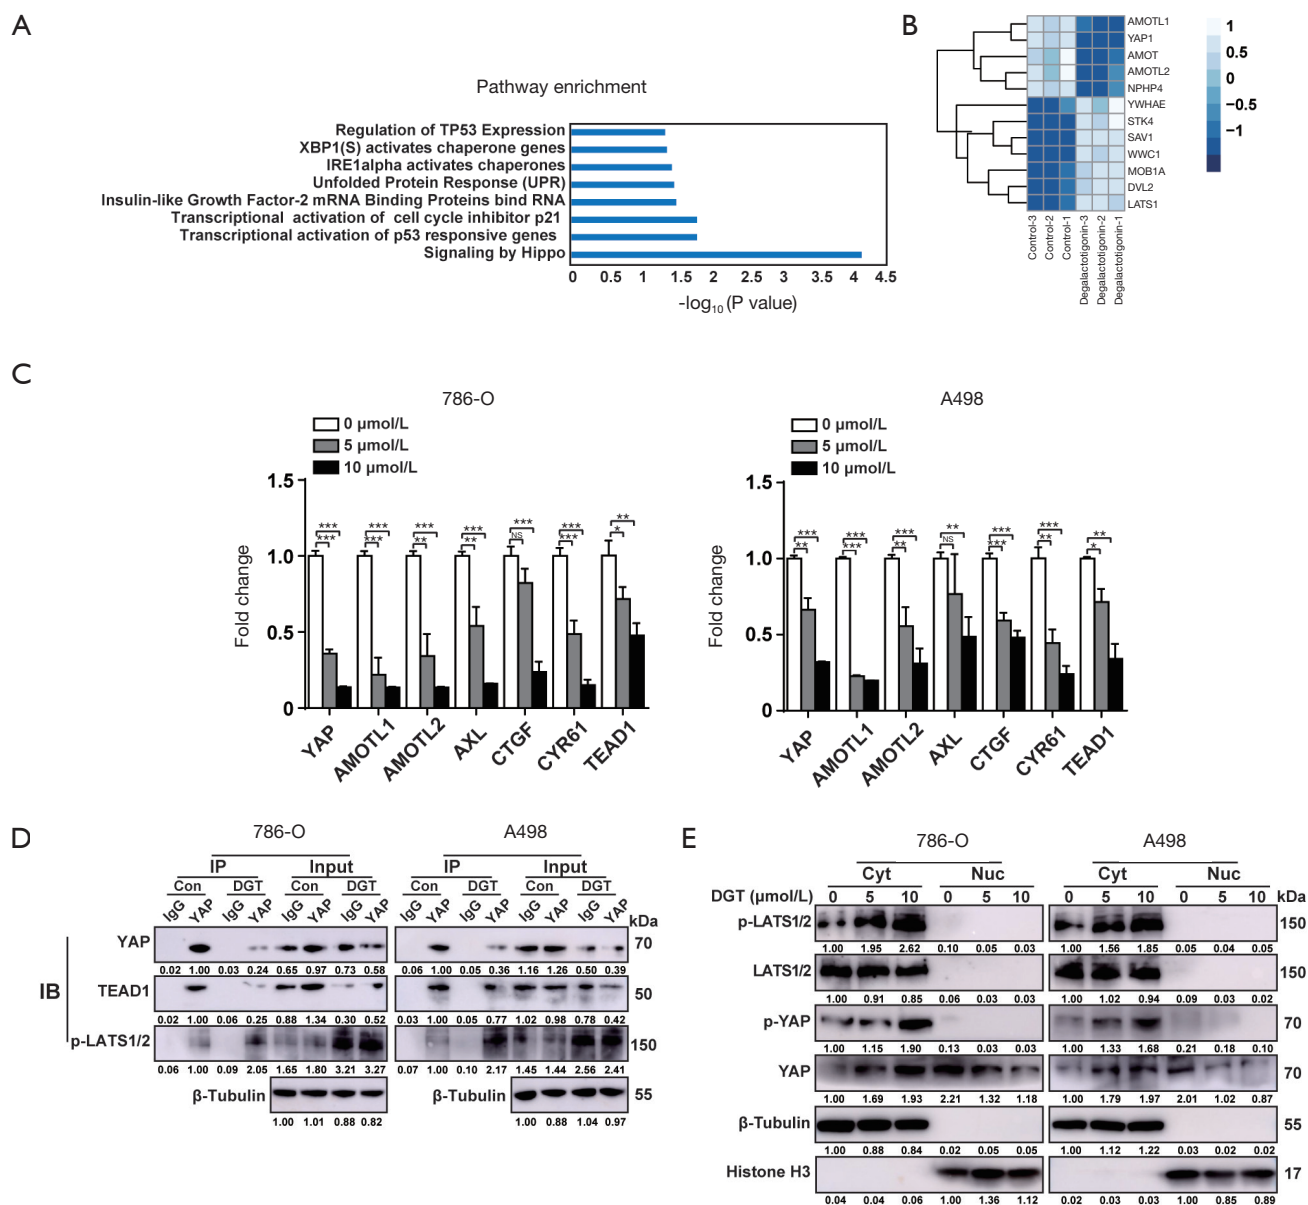 A
Pathway enrichment
Regulation of TP53 Expression
XBP1(S) activates chaperone genes
IRE1alpha activates chaperones
Unfolded Protein Response (UPR)
Insulin-like Growth Factor-2 mRNA Binding Proteins bind RNA
Transcriptional activation of cell cycle inhibitor p21
Transcriptional activation of p53 responsive genes
Signaling by Hippo
0 0.5 1 1.5 2 2.5 3 3.5 4 4.5
-log10 (P value)
B
AMOTL1
YAP1
AMOT
AMOTL2
NPHP4
YWHAE
STK4
SAV1
WWC1
MOB1A
DVL2
LATS1
Control-3
Control-2
Control-1
Degalactotigonin-3
Degalactotigonin-2
Degalactotigonin-1
1
0.5
0
−0.5
−1
C
786-O
0 µmol/L
5 µmol/L
10 µmol/L
Fold change
1.5
1.0
0.5
0
*** *** *** *** *** *** **
*** *** ** ** NS *** *
YAP AMOTL1 AMOTL2 AXL CTGF CYR61 TEAD1
A498
0 µmol/L
5 µmol/L
10 µmol/L
Fold change
1.5
1.0
0.5
0
*** *** *** ** *** *** **
** *** ** NS *** ** *
YAP AMOTL1 AMOTL2 AXL CTGF CYR61 TEAD1
D
786-O A498
IP Input IP Input
Con DGT Con DGT Con DGT Con DGT
IgG YAP IgG YAP IgG YAP IgG YAP IgG YAP IgG YAP IgG YAP IgG YAP
kDa
IB
YAP 70
0.02 1.00 0.03 0.24 0.65 0.97 0.73 0.58 0.06 1.00 0.05 0.36 1.16 1.26 0.50 0.39
TEAD1 50
0.02 1.00 0.06 0.25 0.88 1.34 0.30 0.52 0.03 1.00 0.05 0.77 1.02 0.98 0.78 0.42
p-LATS1/2 150
0.06 1.00 0.09 2.05 1.65 1.80 3.21 3.27 0.07 1.00 0.10 2.17 1.45 1.44 2.56 2.41
β-Tubulin β-Tubulin 55
1.00 1.01 0.88 0.82 1.00 0.88 1.04 0.97
E
786-O A498
Cyt Nuc Cyt Nuc
DGT (µmol/L) 0 5 10 0 5 10 0 5 10 0 5 10 kDa
p-LATS1/2 150
1.00 1.95 2.62 0.10 0.05 0.03 1.00 1.56 1.85 0.05 0.04 0.05
LATS1/2 150
1.00 0.91 0.85 0.06 0.03 0.03 1.00 1.02 0.94 0.09 0.03 0.02
p-YAP 70
1.00 1.15 1.90 0.13 0.03 0.03 1.00 1.33 1.68 0.21 0.18 0.10
YAP 70
1.00 1.69 1.93 2.21 1.32 1.18 1.00 1.79 1.97 2.01 1.02 0.87
β-Tubulin 55
1.00 0.88 0.84 0.02 0.05 0.05 1.00 1.12 1.22 0.03 0.02 0.02
Histone H3 17
0.04 0.04 0.06 1.00 1.36 1.12 0.02 0.03 0.03 1.00 0.85 0.89